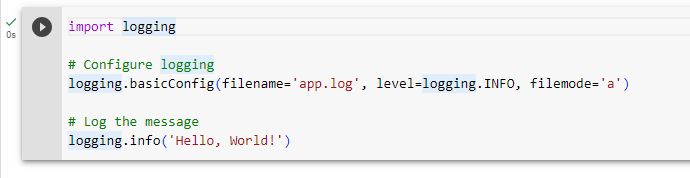 import logging
# Configure logging
logging.basicConfig(filename='app.log', level=logging.INFO, filemode='a')
# Log the message
logging.info('Hello, World!')
0s